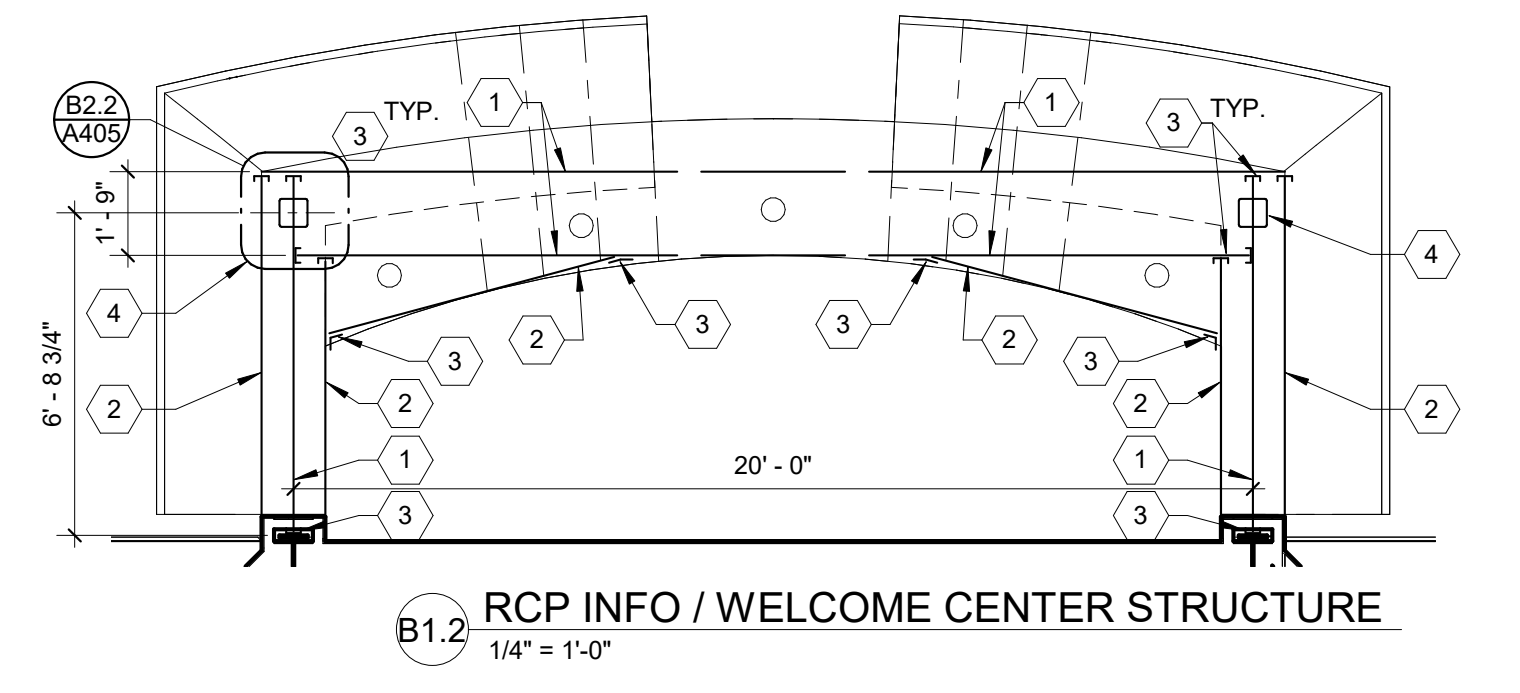 B2.2
A405
3
TYP.
1
1
3
TYP.
1' - 9"
4
4
6' - 8 3/4"
2
3
2
3
3
2
3
2
2
2
2
1
20' - 0"
1
3
3
B1.2
RCP INFO / WELCOME CENTER STRUCTURE
1/4" = 1'-0"